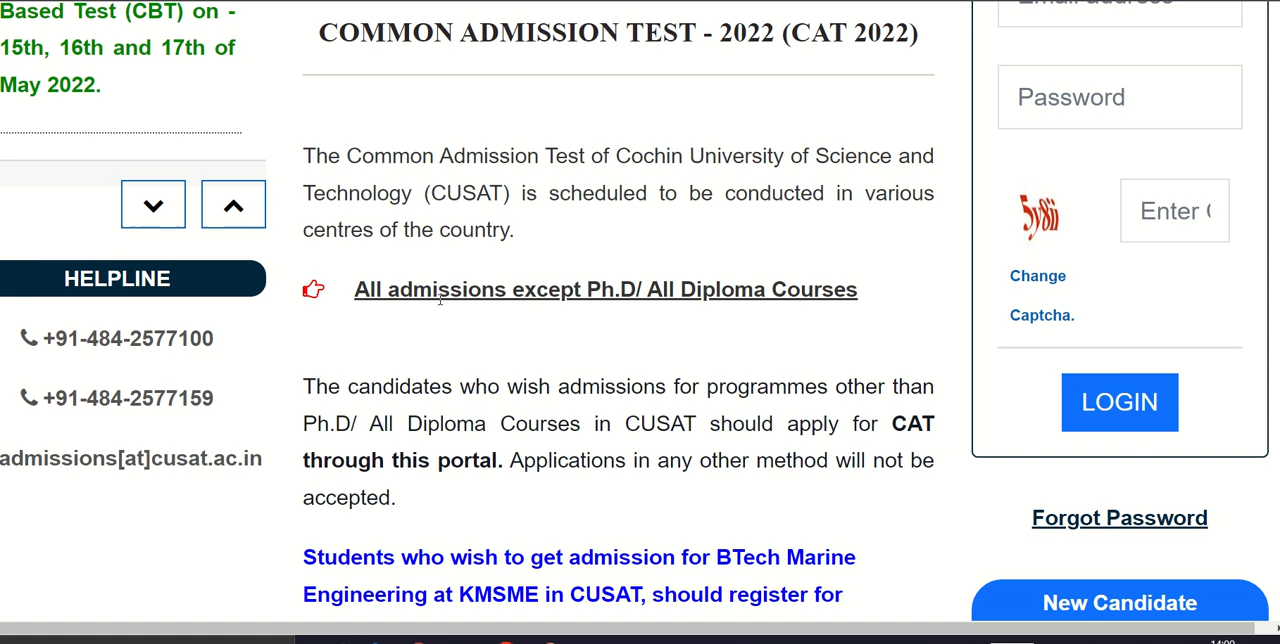 Based Test (CBT) on -
15th, 16th and 17th of
May 2022.
HELPLINE
+91-484-2577100
+91-484-2577159
admissions[at]cusat.ac.in
COMMON ADMISSION TEST - 2022 (CAT 2022)
The Common Admission Test of Cochin University of Science and
Technology (CUSAT) is scheduled to be conducted in various
centres of the country.
All admissions except Ph.D/ All Diploma Courses
The candidates who wish admissions for programmes other than
Ph.D/ All Diploma Courses in CUSAT should apply for CAT
through this portal. Applications in any other method will not be
accepted.
Students who wish to get admission for BTech Marine
Engineering at KMSME in CUSAT, should register for
Email address
Password
5y8ii
Enter
Change
Captcha.
LOGIN
Forgot Password
New Candidate